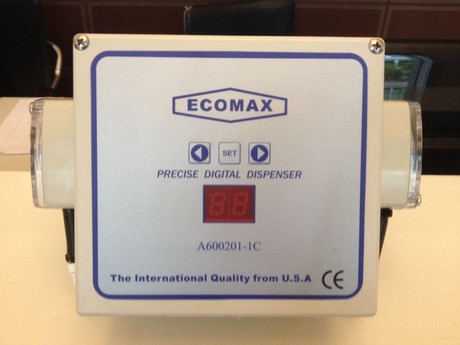 ECOMAX
SET
PRECISE DIGITAL DISPENSER
A600201-1C
The International Quality from U.S.A CE